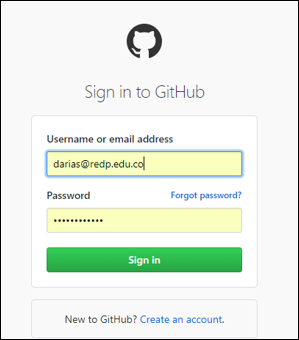 Sign in to GitHub
Username or email address
darias@redp.edu.co
Password Forgot password?
••••••••••••
Sign in
New to GitHub? Create an account.